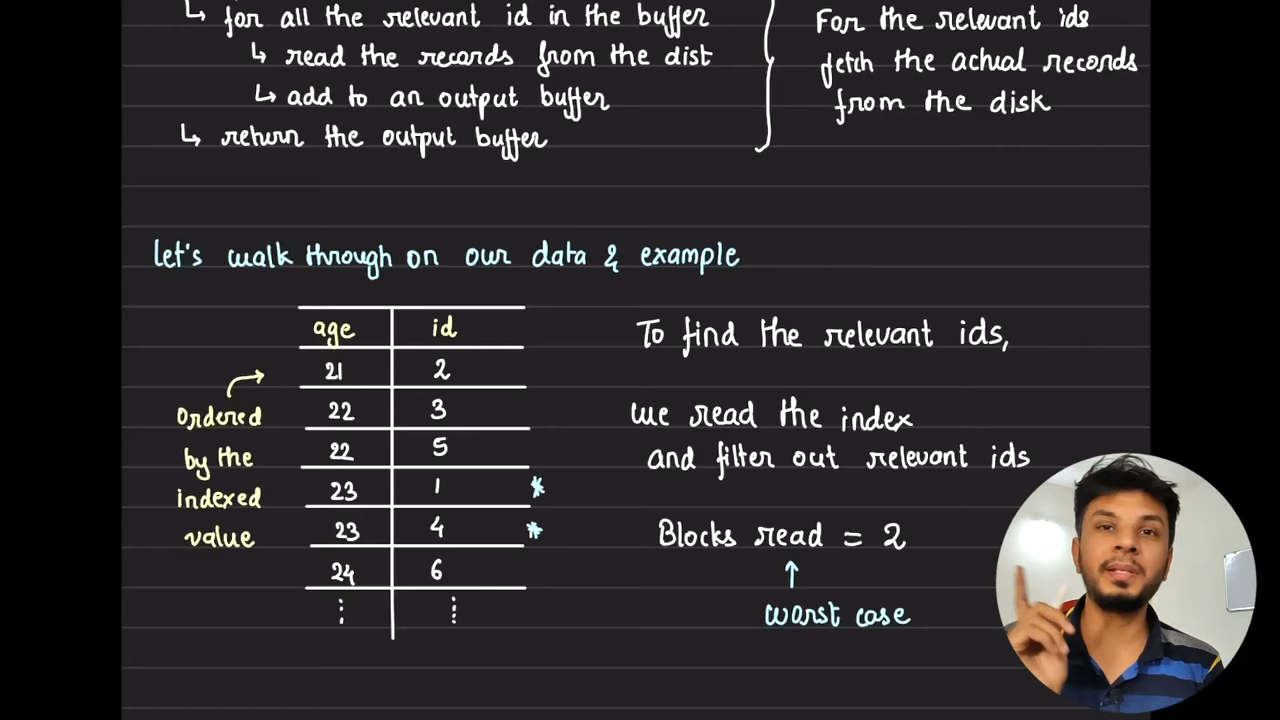 ↳ for all the relevant id in the buffer
↳ read the records from the dist
↳ add to an output buffer
↳ return the output buffer
For the relevant ids
fetch the actual records
from the disk
let's walk through on our data & example
age id
21 2
22 3
22 5
23 1 *
23 4 *
24 6
⋮ ⋮
Ordered
by the
indexed
value
To find the relevant ids,
we read the index
and filter out relevant ids
Blocks read = 2
↑
worst case